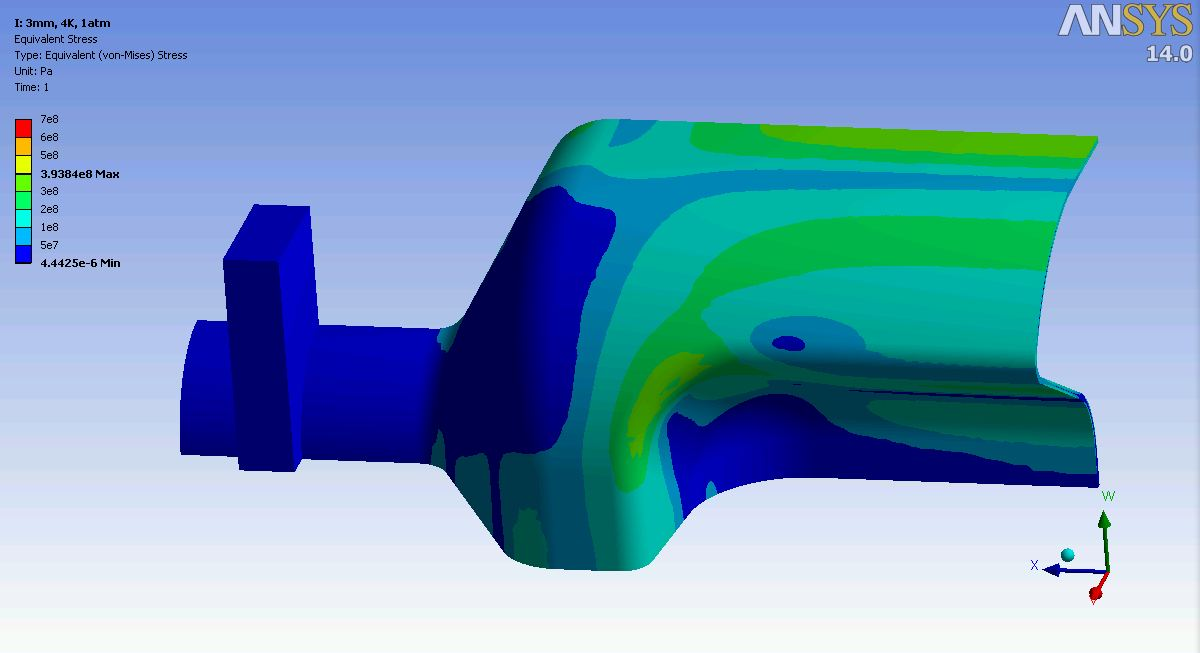 I: 3mm, 4K, 1atm
Equivalent Stress
Type: Equivalent (von-Mises) Stress
Unit: Pa
Time: 1
7e8
6e8
5e8
3.9384e8 Max
3e8
2e8
1e8
5e7
4.4425e-6 Min
ANSYS
14.0
W
X
V